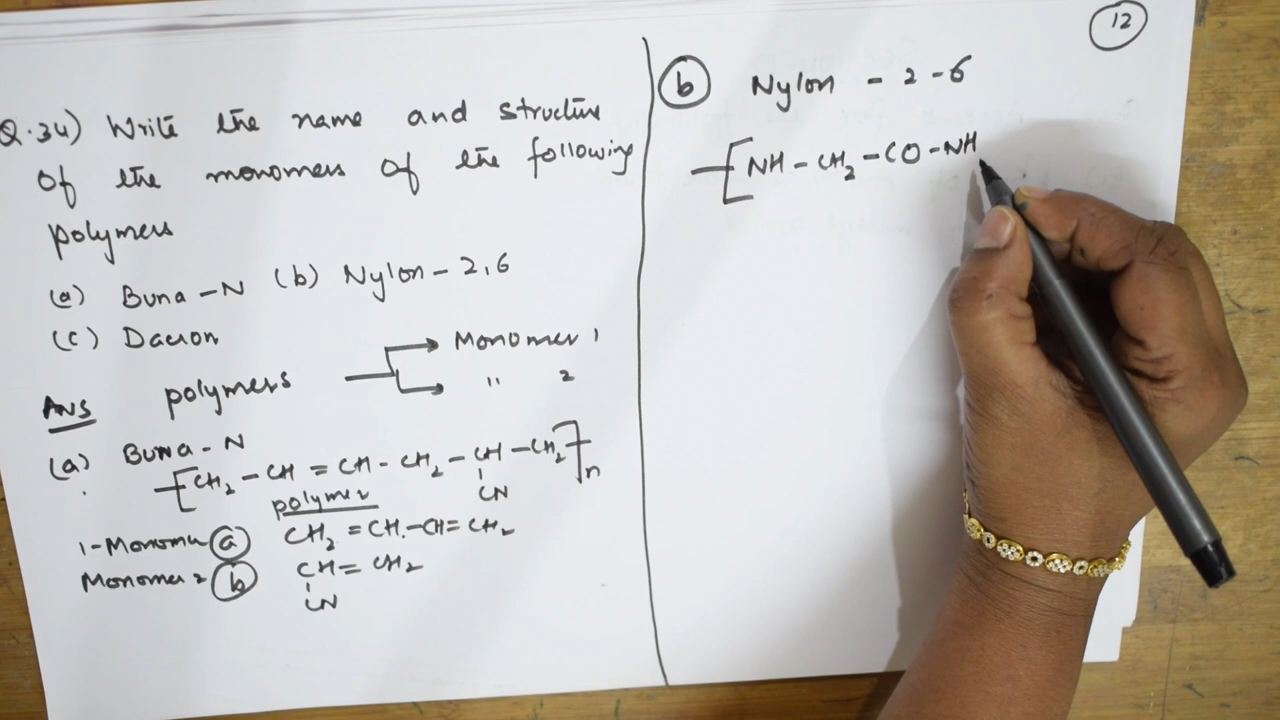 Q.34) Write the name and structure
of the monomers of the following
polymers
(a) Buna-N (b) Nylon-2,6
(c) Dacron
Ans polymers → Monomer 1
→ " 2
(a) Buna-N
-[CH₂-CH=CH-CH₂-CH-CH₂]-n
CN
polymer
1-Monomer (a) CH₂=CH-CH=CH₂
Monomer 2 (b) CH=CH₂
CN
12
(b) Nylon-2-6
-[NH-CH₂-CO-NH